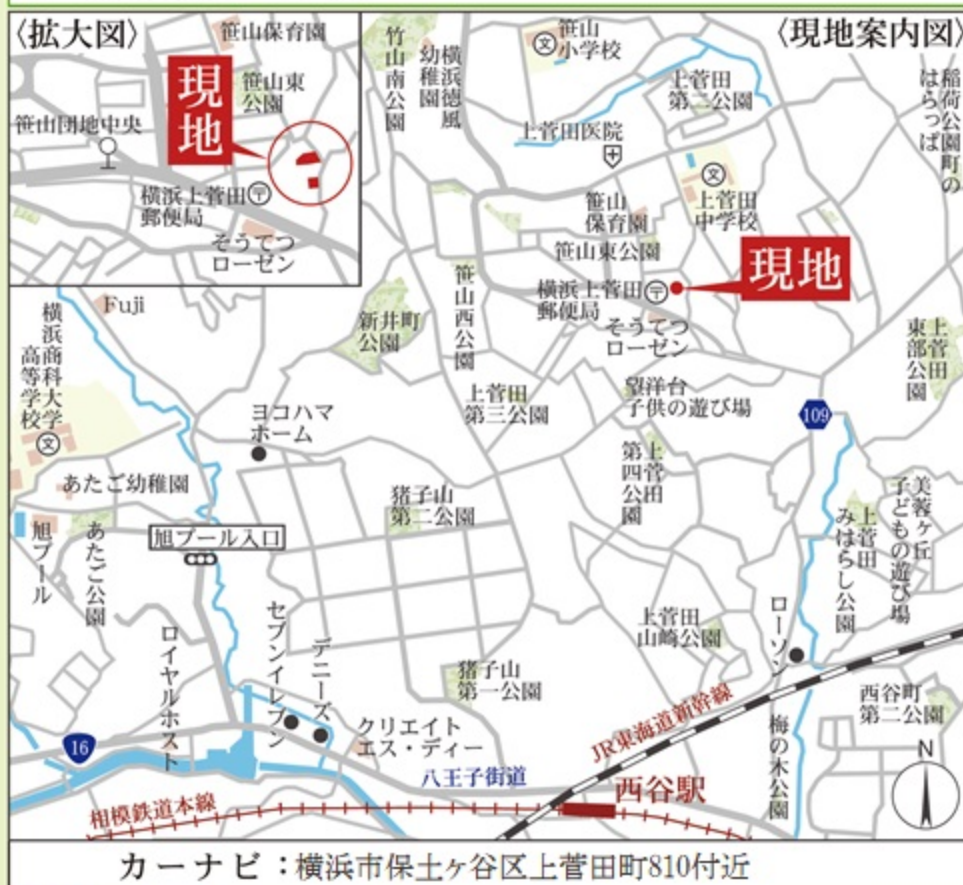 〈拡大図〉
笹山保育園
笹山東
公園
現地
笹山団地中央
横浜上菅田
郵便局
そうてつ
ローゼン
〈現地案内図〉
竹山南公園
横浜徳風
幼稚園
文
笹山
小学校
上菅田
第二公園
稲荷公園町の
はらっぱ
上菅田医院
文
上菅田
中学校
笹山
保育園
笹山東公園
現地
横浜上菅田
郵便局
そうてつ
ローゼン
笹山西公園
新井町
公園
Fuji
横浜商科大学
高等学校
文
上菅田
東部公園
上菅田
第三公園
望洋台
子供の遊び場
109
ヨコハマ
ホーム
上菅田
第四公園
あたご幼稚園
猪子山
第二公園
美蓉ヶ丘
子どもの遊び場
上菅田
みはらし公園
旭プール
あたご公園
旭プール入口
上菅田
山崎公園
ローソン
セブンイレブン
デニーズ
ロイヤルホスト
猪子山
第一公園
西谷町
第二公園
クリエイト
エス・ディー
JR東海道新幹線
梅の木公園
16
八王子街道
西谷駅
N
相模鉄道本線
カーナビ：横浜市保土ヶ谷区上菅田町810付近